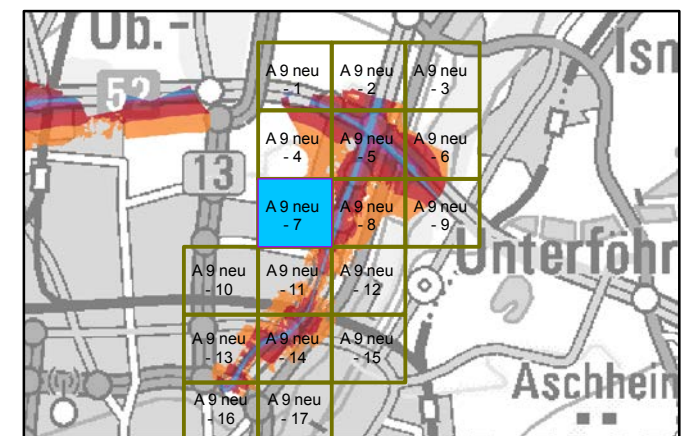 Ob.-
Isn
52
A 9 neu
- 1
A 9 neu
- 2
A 9 neu
- 3
A 9 neu
- 4
A 9 neu
- 5
A 9 neu
- 6
13
A 9 neu
- 7
A 9 neu
- 8
A 9 neu
- 9
Unterföhr
A 9 neu
- 10
A 9 neu
- 11
A 9 neu
- 12
A 9 neu
- 13
A 9 neu
- 14
A 9 neu
- 15
Aschhein
A 9 neu
- 16
A 9 neu
- 17